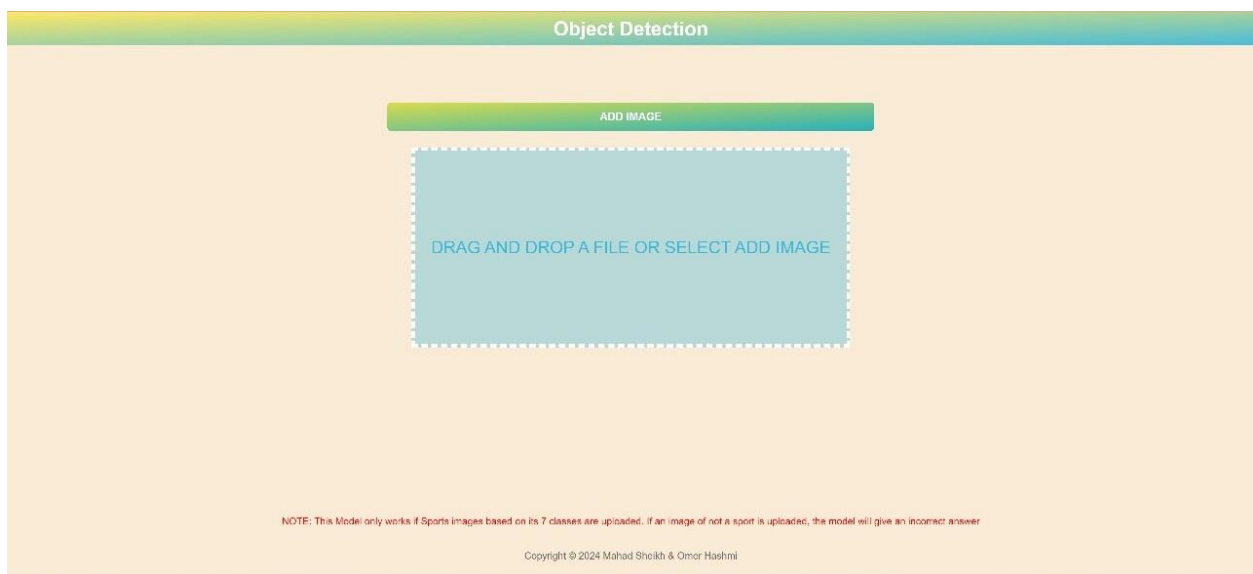 Object Detection
ADD IMAGE
DRAG AND DROP A FILE OR SELECT ADD IMAGE
NOTE: This Model only works if Sports images based on its 7 classes are uploaded. If an image of not a sport is uploaded, the model will give an incorrect answer
Copyright © 2024 Mahad Sheikh & Omer Hashmi